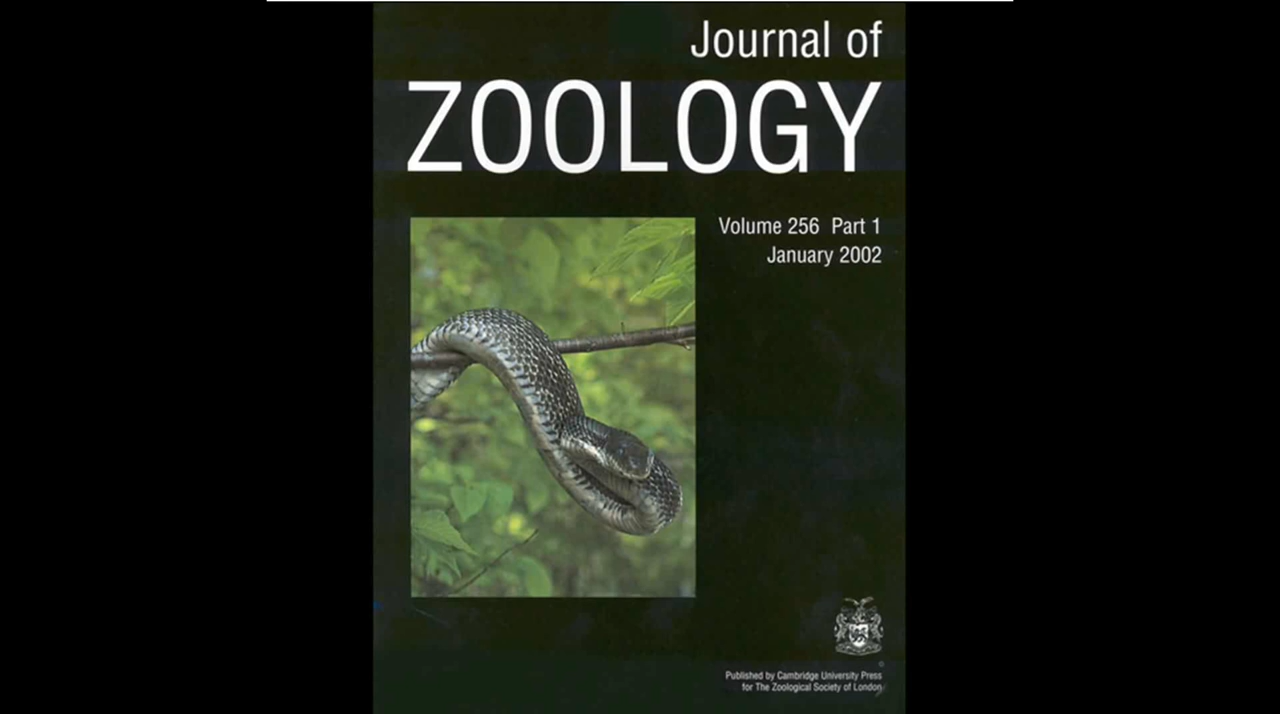 Journal of
ZOOLOGY
Volume 256 Part 1
January 2002
Published by Cambridge University Press
for The Zoological Society of London